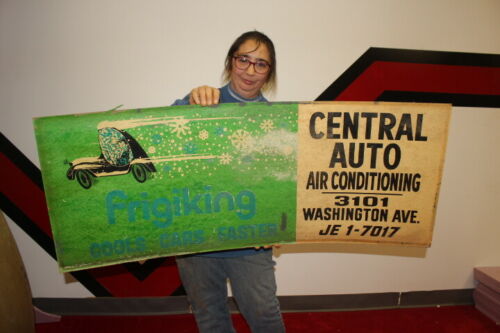 frigiking
COOLS CARS FASTER
CENTRAL
AUTO
AIR CONDITIONING
3101
WASHINGTON AVE.
JE 1-7017